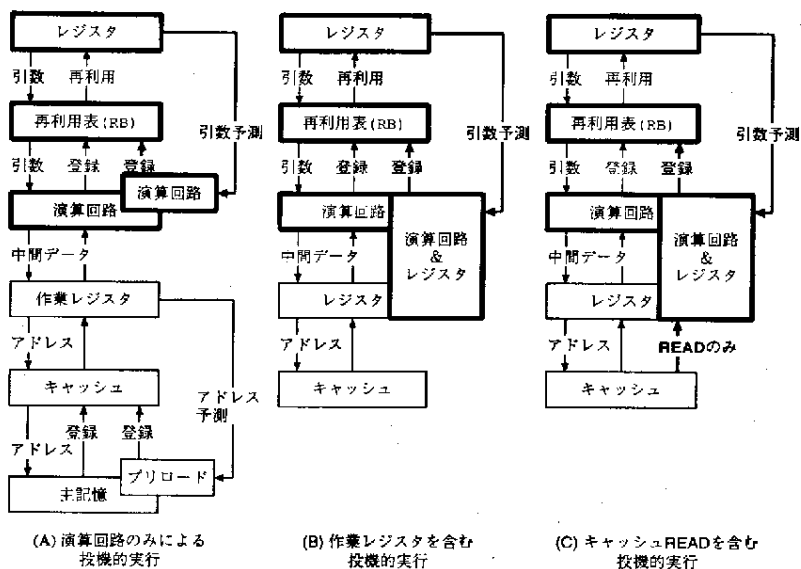 レジスタ
引数 再利用
再利用表(RB)
引数予測
引数 登録 登録
演算回路
演算回路
中間データ
作業レジスタ
アドレス
キャッシュ
アドレス
予測
登録 登録
アドレス
プリロード
主記憶
(A) 演算回路のみによる
投機的実行
レジスタ
引数 再利用
再利用表(RB)
引数予測
引数 登録 登録
演算回路
演算回路
&
レジスタ
中間データ
レジスタ
アドレス
キャッシュ
(B) 作業レジスタを含む
投機的実行
レジスタ
引数 再利用
再利用表(RB)
引数予測
引数 登録 登録
演算回路
演算回路
&
レジスタ
中間データ
レジスタ
アドレス
READのみ
キャッシュ
(C) キャッシュREADを含む
投機的実行